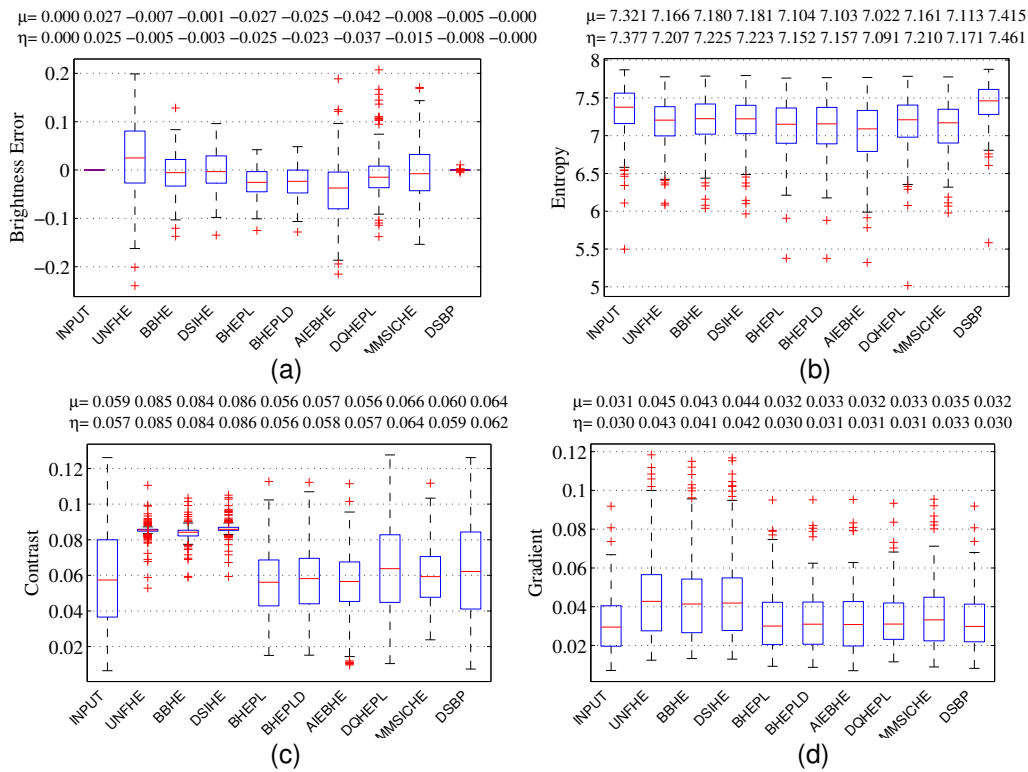 μ= 0.000 0.027 −0.007 −0.001 −0.027 −0.025 −0.042 −0.008 −0.005 −0.000
η= 0.000 0.025 −0.005 −0.003 −0.025 −0.023 −0.037 −0.015 −0.008 −0.000
0.2
0.1
0
−0.1
−0.2
Brightness Error
INPUT
UNFHE
BBHE
DSIHE
BHEPL
BHEPLD
AIEBHE
DQHEPL
MMSICHE
DSBP
(a)
μ= 7.321 7.166 7.180 7.181 7.104 7.103 7.022 7.161 7.113 7.415
η= 7.377 7.207 7.225 7.223 7.152 7.157 7.091 7.210 7.171 7.461
8
7.5
7
6.5
6
5.5
5
Entropy
INPUT
UNFHE
BBHE
DSIHE
BHEPL
BHEPLD
AIEBHE
DQHEPL
MMSICHE
DSBP
(b)
μ= 0.059 0.085 0.084 0.086 0.056 0.057 0.056 0.066 0.060 0.064
η= 0.057 0.085 0.084 0.086 0.056 0.058 0.057 0.064 0.059 0.062
0.12
0.1
0.08
0.06
0.04
0.02
Contrast
INPUT
UNFHE
BBHE
DSIHE
BHEPL
BHEPLD
AIEBHE
DQHEPL
MMSICHE
DSBP
(c)
μ= 0.031 0.045 0.043 0.044 0.032 0.033 0.032 0.033 0.035 0.032
η= 0.030 0.043 0.041 0.042 0.030 0.031 0.031 0.031 0.033 0.030
0.12
0.1
0.08
0.06
0.04
0.02
Gradient
INPUT
UNFHE
BBHE
DSIHE
BHEPL
BHEPLD
AIEBHE
DQHEPL
MMSICHE
DSBP
(d)